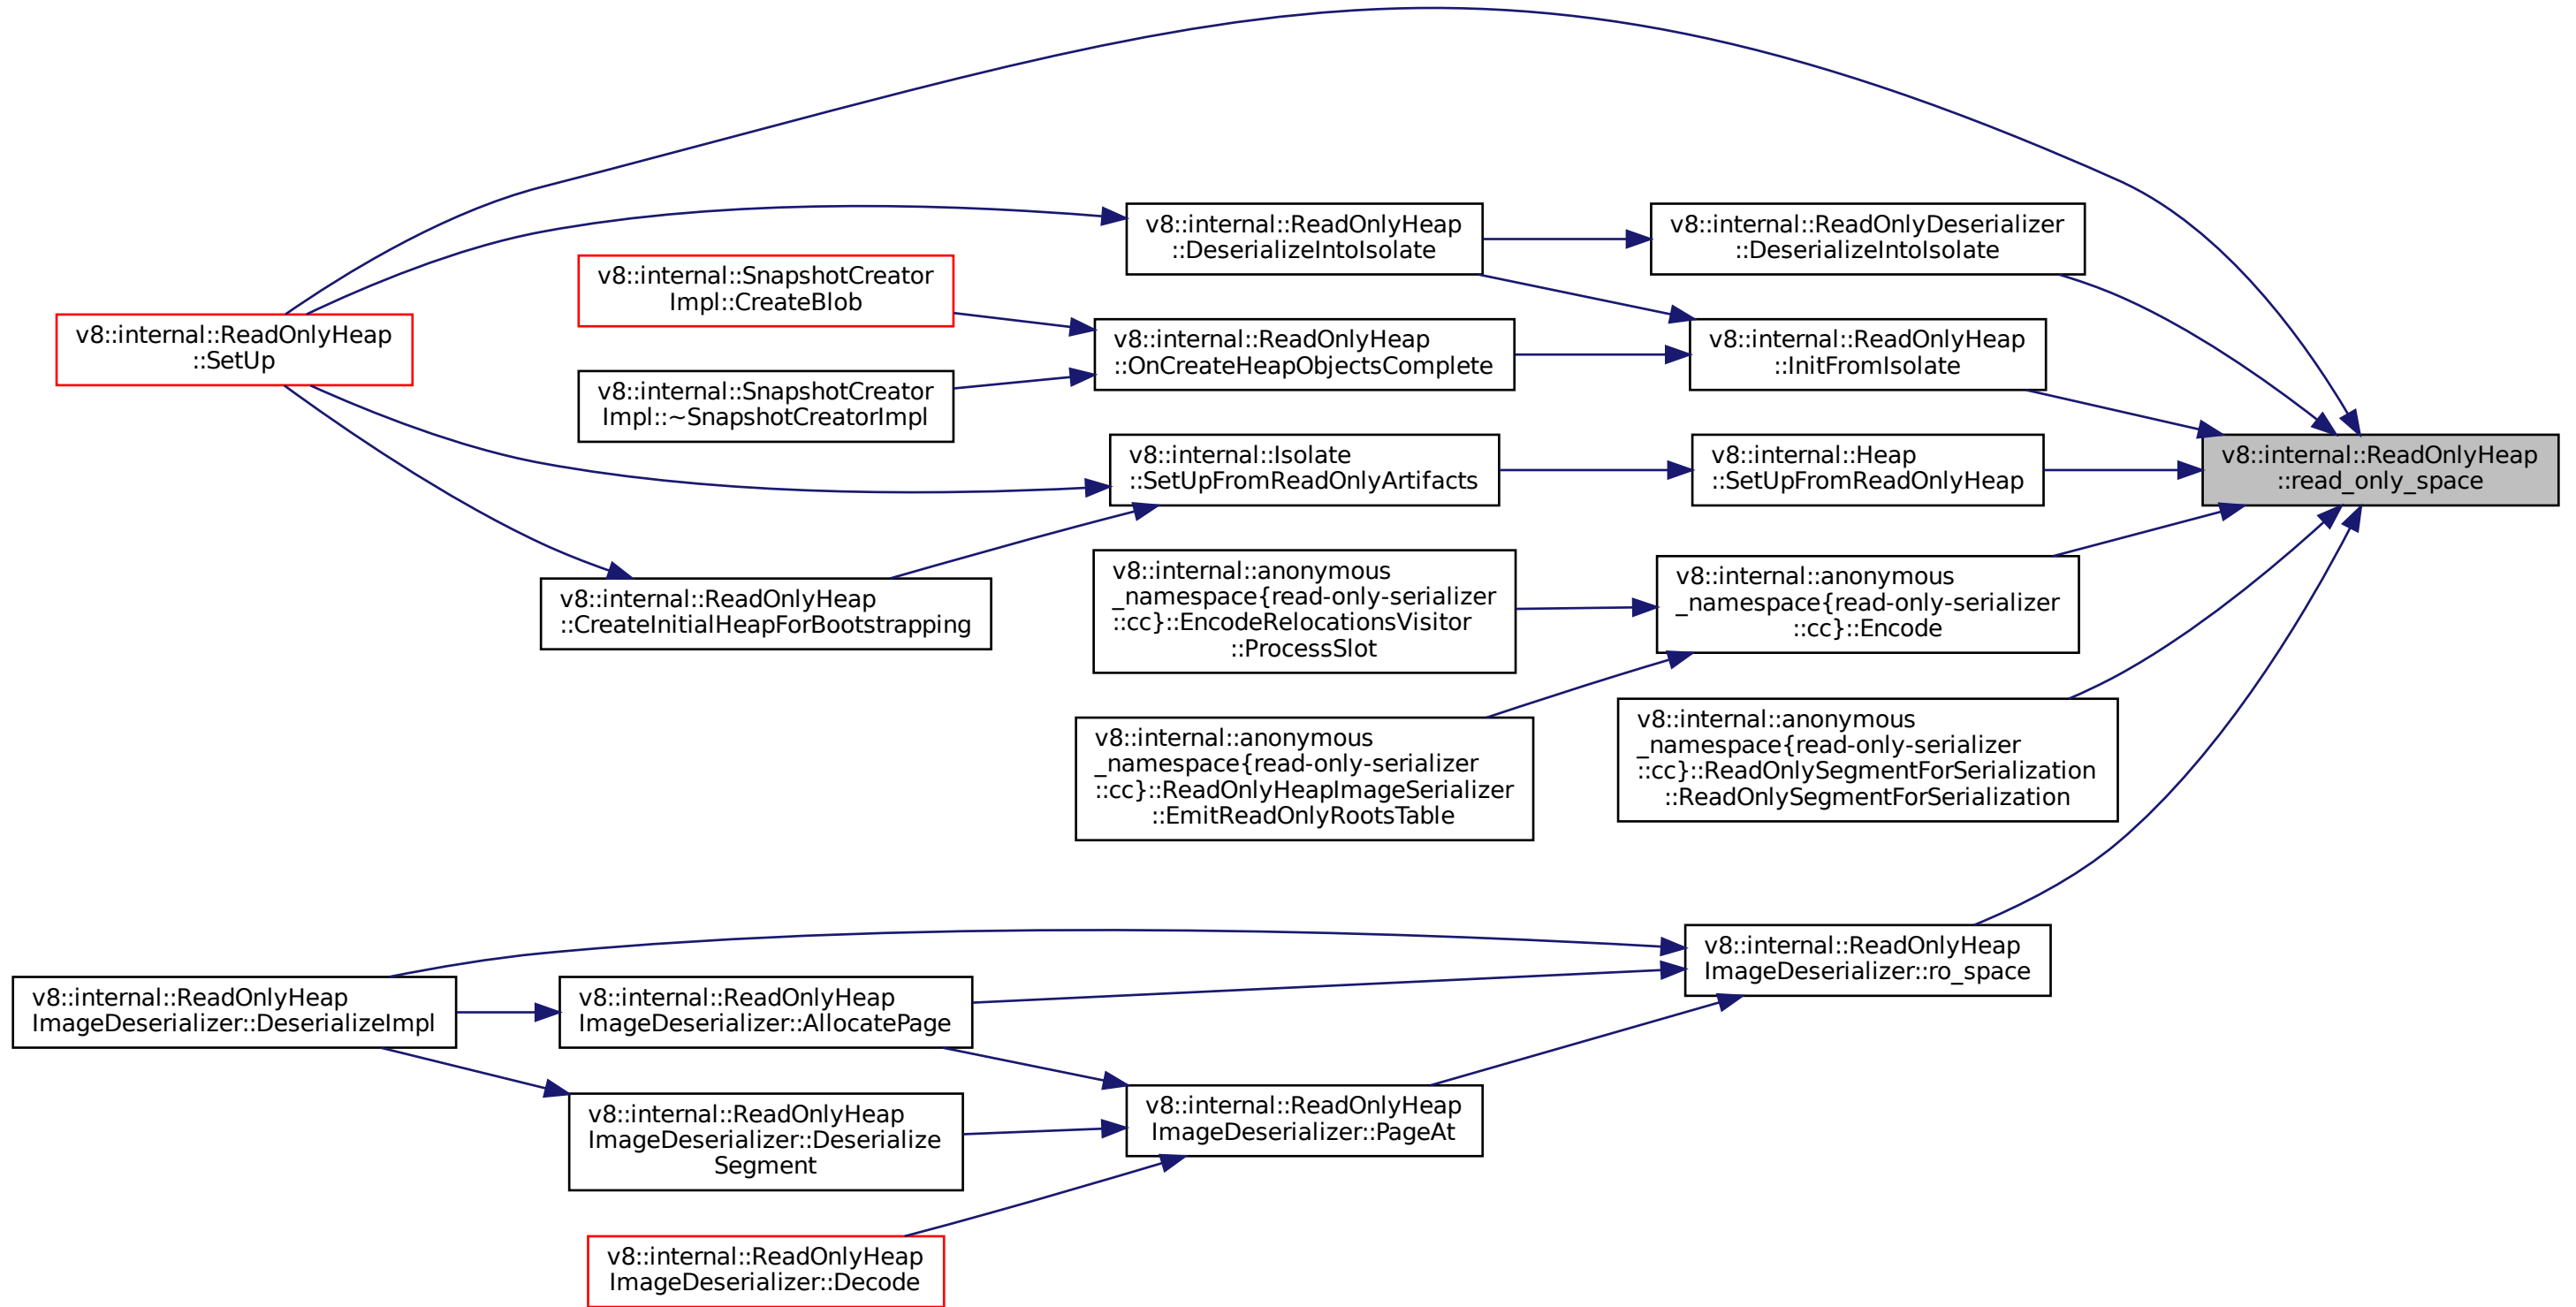 v8::internal::ReadOnlyHeap
::SetUp
v8::internal::SnapshotCreator
Impl::CreateBlob
v8::internal::SnapshotCreator
Impl::~SnapshotCreatorImpl
v8::internal::ReadOnlyHeap
::CreateInitialHeapForBootstrapping
v8::internal::ReadOnlyHeap
::DeserializeIntoIsolate
v8::internal::ReadOnlyHeap
::OnCreateHeapObjectsComplete
v8::internal::Isolate
::SetUpFromReadOnlyArtifacts
v8::internal::anonymous
_namespace{read-only-serializer
::cc}::EncodeRelocationsVisitor
::ProcessSlot
v8::internal::anonymous
_namespace{read-only-serializer
::cc}::ReadOnlyHeapImageSerializer
::EmitReadOnlyRootsTable
v8::internal::ReadOnlyDeserializer
::DeserializeIntoIsolate
v8::internal::ReadOnlyHeap
::InitFromIsolate
v8::internal::Heap
::SetUpFromReadOnlyHeap
v8::internal::anonymous
_namespace{read-only-serializer
::cc}::Encode
v8::internal::anonymous
_namespace{read-only-serializer
::cc}::ReadOnlySegmentForSerialization
::ReadOnlySegmentForSerialization
v8::internal::ReadOnlyHeap
::read_only_space
v8::internal::ReadOnlyHeap
ImageDeserializer::DeserializeImpl
v8::internal::ReadOnlyHeap
ImageDeserializer::AllocatePage
v8::internal::ReadOnlyHeap
ImageDeserializer::Deserialize
Segment
v8::internal::ReadOnlyHeap
ImageDeserializer::Decode
v8::internal::ReadOnlyHeap
ImageDeserializer::PageAt
v8::internal::ReadOnlyHeap
ImageDeserializer::ro_space